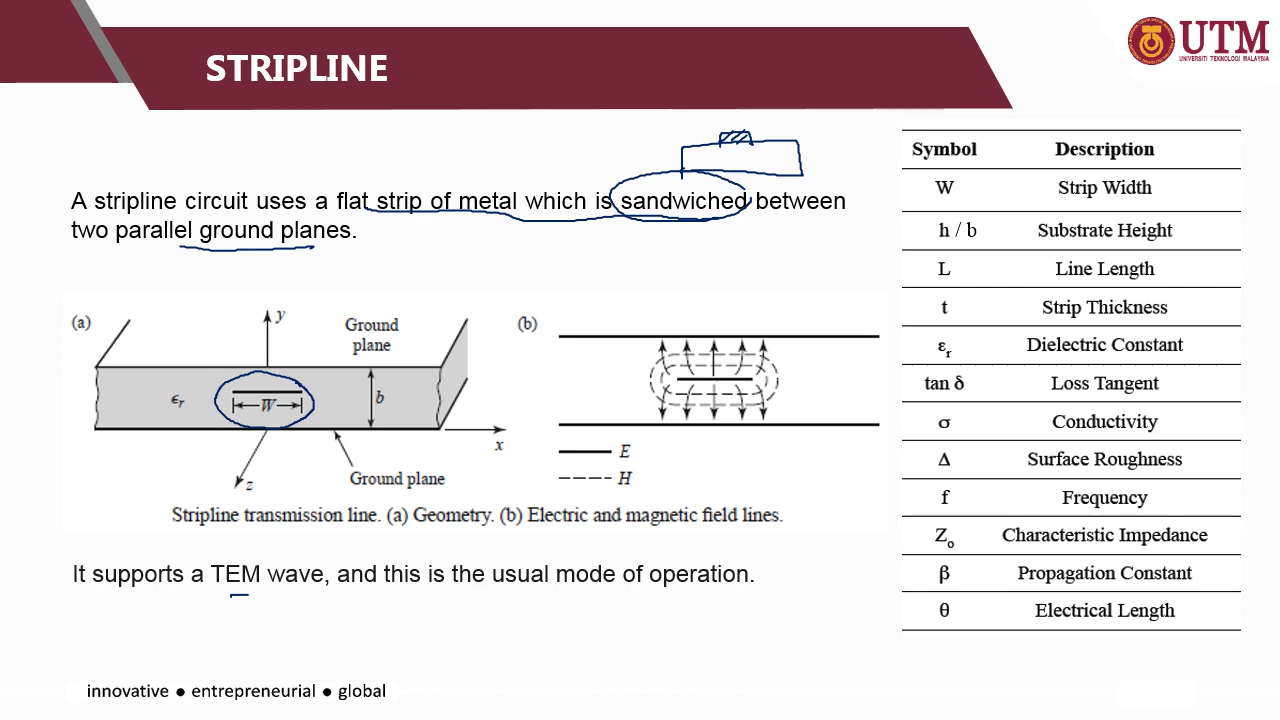 STRIPLINE
UTM
UNIVERSITI TEKNOLOGI MALAYSIA
A stripline circuit uses a flat strip of metal which is sandwiched between
two parallel ground planes.
(a)
y
Ground
plane
ϵr
W
b
x
z
Ground plane
(b)
E
H
Stripline transmission line. (a) Geometry. (b) Electric and magnetic field lines.
It supports a TEM wave, and this is the usual mode of operation.
Symbol Description
W Strip Width
h / b Substrate Height
L Line Length
t Strip Thickness
εr Dielectric Constant
tan δ Loss Tangent
σ Conductivity
Δ Surface Roughness
f Frequency
Zo Characteristic Impedance
β Propagation Constant
θ Electrical Length
innovative ● entrepreneurial ● global